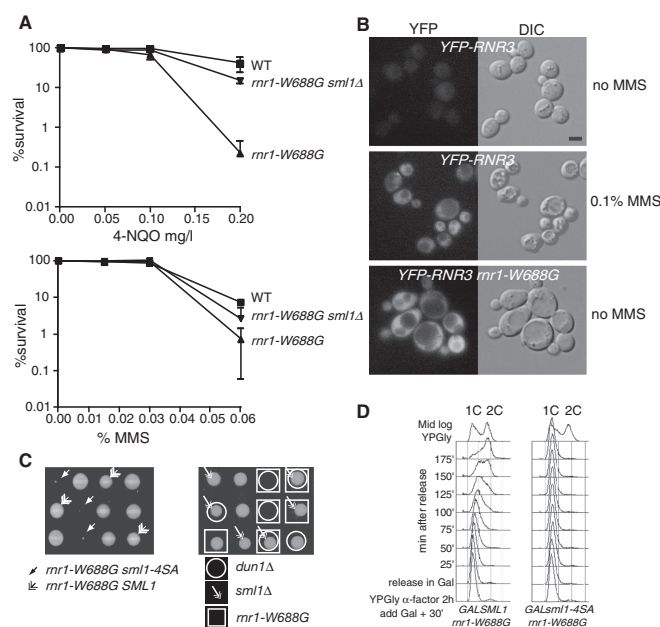 A
%survival
100
10
1
0.1
0.01
WT
rnr1-W688G sml1Δ
rnr1-W688G
0.00 0.05 0.10 0.15 0.20
4-NQO mg/l
%survival
100
10
1
0.1
0.01
WT
rnr1-W688G sml1Δ
rnr1-W688G
0.00 0.01 0.02 0.03 0.04 0.05 0.06
% MMS
B
YFP DIC
YFP-RNR3
no MMS
YFP-RNR3
0.1% MMS
YFP-RNR3 rnr1-W688G
no MMS
C
rnr1-W688G sml1-4SA
rnr1-W688G SML1
dun1Δ
sml1Δ
rnr1-W688G
D
1C 2C 1C 2C
Mid log
YPGly
min after release
175'
150'
125'
100'
75'
50'
25'
release in Gal
YPGly α-factor 2h
add Gal + 30'
GALSML1
rnr1-W688G
GALsml1-4SA
rnr1-W688G